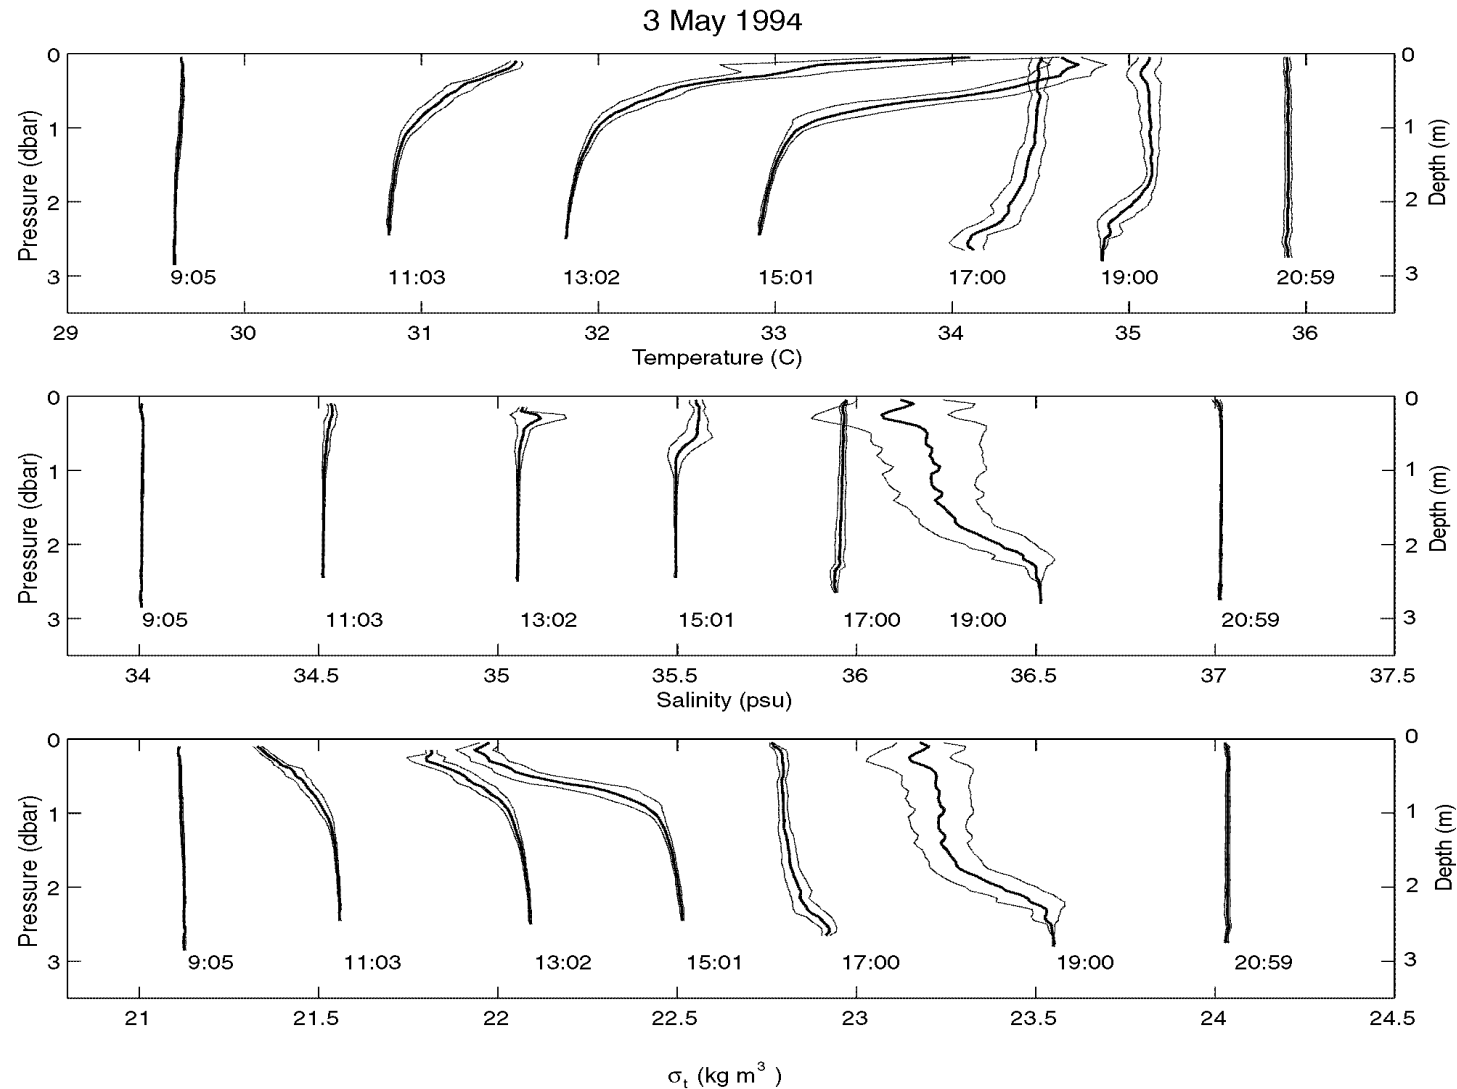 3 May 1994
0
1
2
3
Pressure (dbar)
0
1
2
3
Depth (m)
9:05 11:03 13:02 15:01 17:00 19:00 20:59
29 30 31 32 33 34 35 36
Temperature (C)
0
1
2
3
Pressure (dbar)
0
1
2
3
Depth (m)
9:05 11:03 13:02 15:01 17:00 19:00 20:59
34 34.5 35 35.5 36 36.5 37 37.5
Salinity (psu)
0
1
2
3
Pressure (dbar)
0
1
2
3
Depth (m)
9:05 11:03 13:02 15:01 17:00 19:00 20:59
21 21.5 22 22.5 23 23.5 24 24.5
σt (kg m³ )